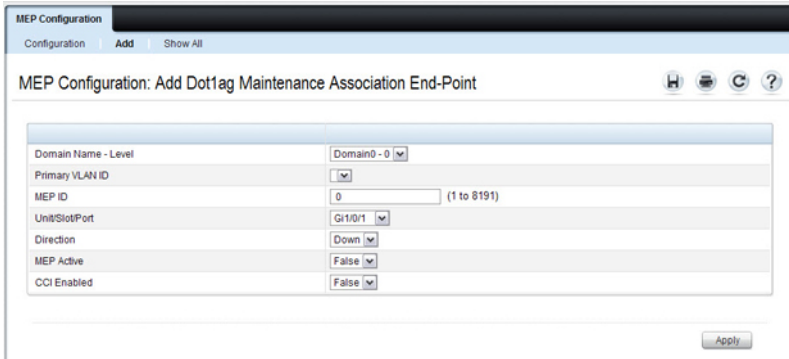 MEP Configuration
Configuration Add Show All
MEP Configuration: Add Dot1ag Maintenance Association End-Point
?
Domain Name - Level Domain0 - 0
Primary VLAN ID
MEP ID 0 (1 to 8191)
Unit/Slot/Port Gi1/0/1
Direction Down
MEP Active False
CCI Enabled False
Apply